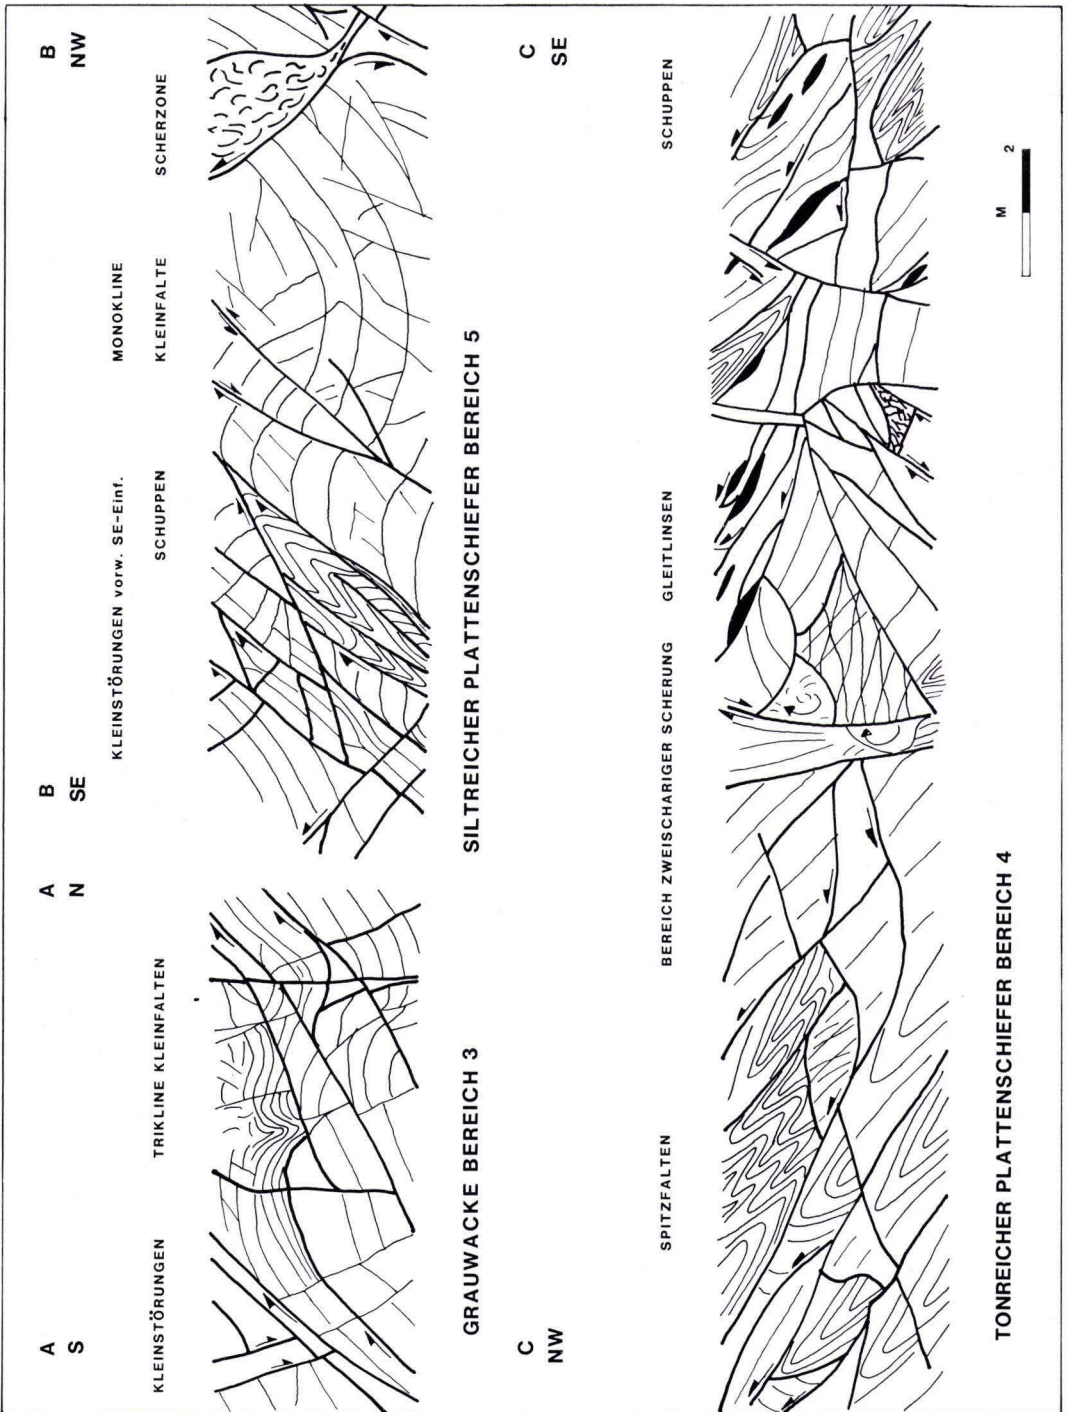 A A B B
S N SE NW
KLEINSTÖRUNGEN vorw. SE-Einf. MONOKLINE
KLEINSTÖRUNGEN TRIKLINE KLEINFALTEN SCHUPPEN KLEINFALTE SCHERZONE
GRAUWACKE BEREICH 3 SILTREICHER PLATTENSCHIEFER BEREICH 5
C C
NW SE
SPITZFALTEN BEREICH ZWEISCHARIGER SCHERUNG GLEITLINSEN SCHUPPEN
M 2
TONREICHER PLATTENSCHIEFER BEREICH 4